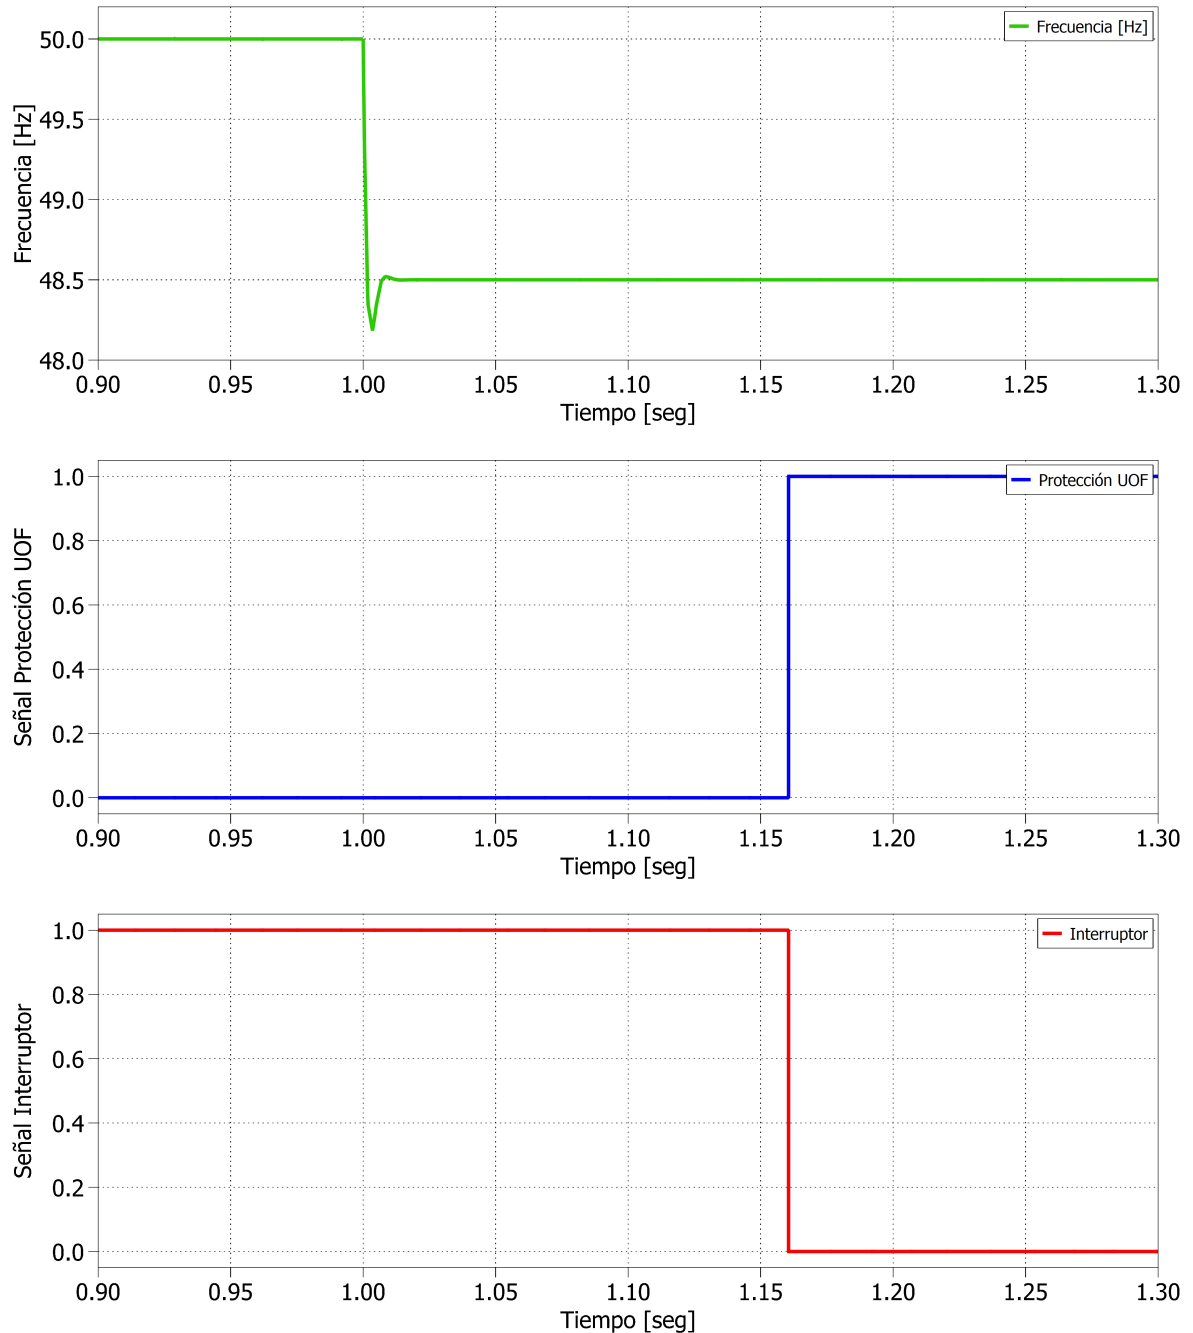 Frecuencia [Hz]
50.0
49.5
49.0
48.5
48.0
Frecuencia [Hz]
0.90 0.95 1.00 1.05 1.10 1.15 1.20 1.25 1.30
Tiempo [seg]
Protección UOF
1.0
0.8
0.6
0.4
0.2
0.0
Señal Protección UOF
0.90 0.95 1.00 1.05 1.10 1.15 1.20 1.25 1.30
Tiempo [seg]
Interruptor
1.0
0.8
0.6
0.4
0.2
0.0
Señal Interruptor
0.90 0.95 1.00 1.05 1.10 1.15 1.20 1.25 1.30
Tiempo [seg]